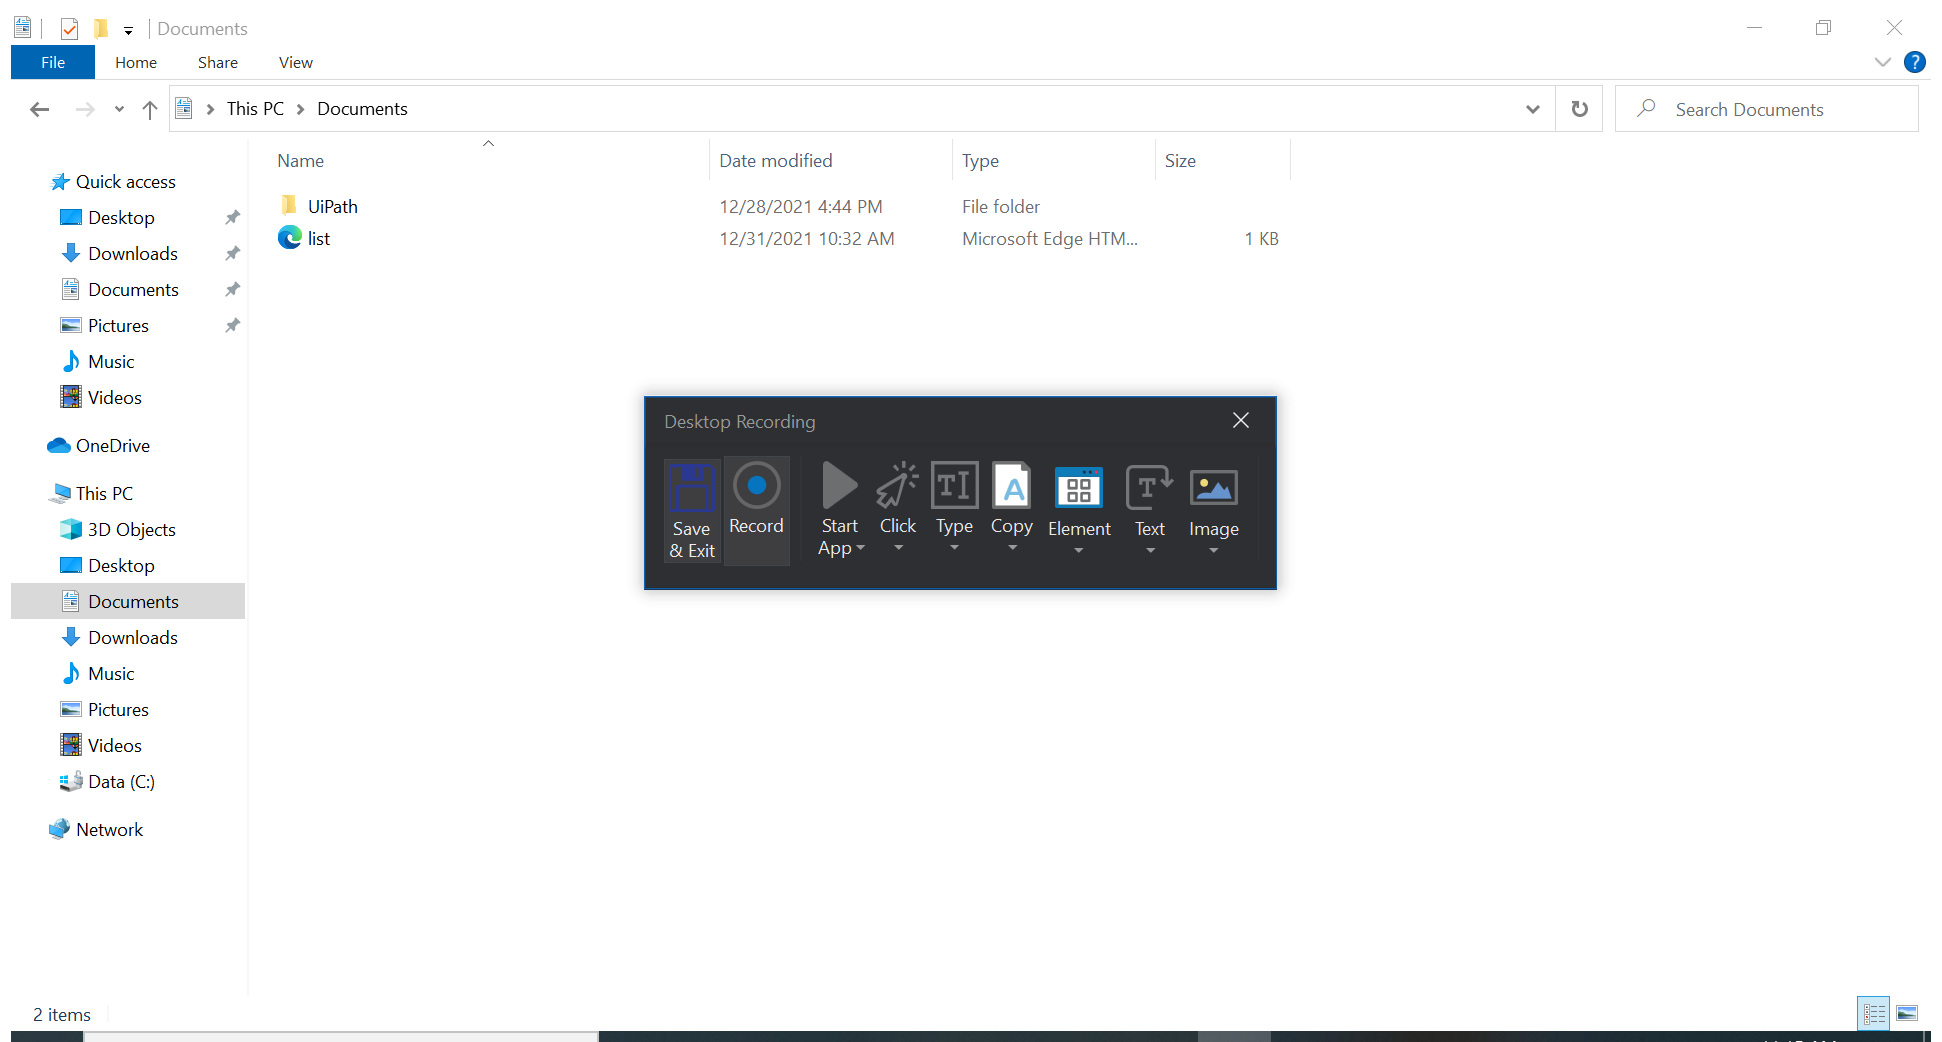 Documents
File Home Share View
This PC Documents
Search Documents
Name Date modified Type Size
UiPath 12/28/2021 4:44 PM File folder
list 12/31/2021 10:32 AM Microsoft Edge HTM... 1 KB
Quick access
Desktop
Downloads
Documents
Pictures
Music
Videos
OneDrive
This PC
3D Objects
Desktop
Documents
Downloads
Music
Pictures
Videos
Data (C:)
Network
Desktop Recording
Save & Exit
Record
Start App
Click
Type
Copy
Element
Text
Image
2 items